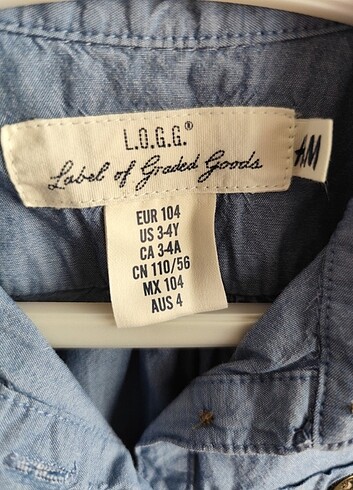 L.O.G.G.®
Label of Graded Goods
EUR 104
US 3-4Y
CA 3-4A
CN 110/56
MX 104
AUS 4